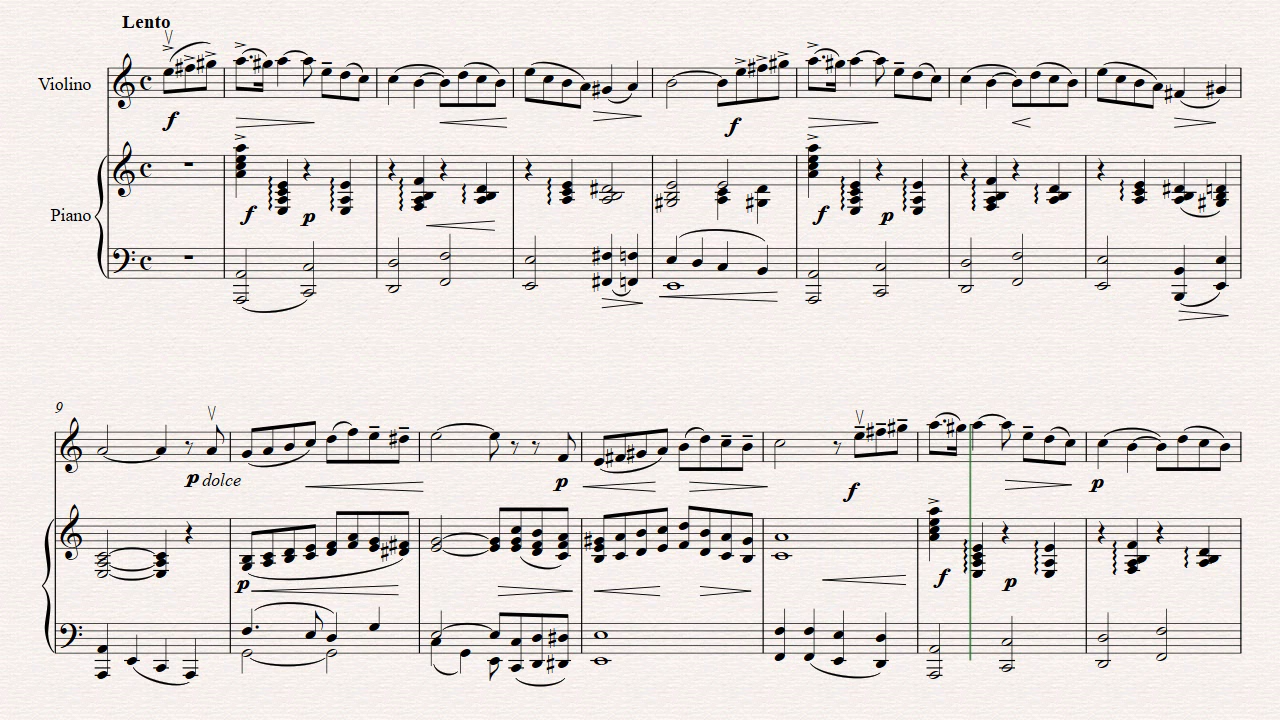 Lento
Violino
f f
Piano
f p f p
9
p dolce p f p
p f p